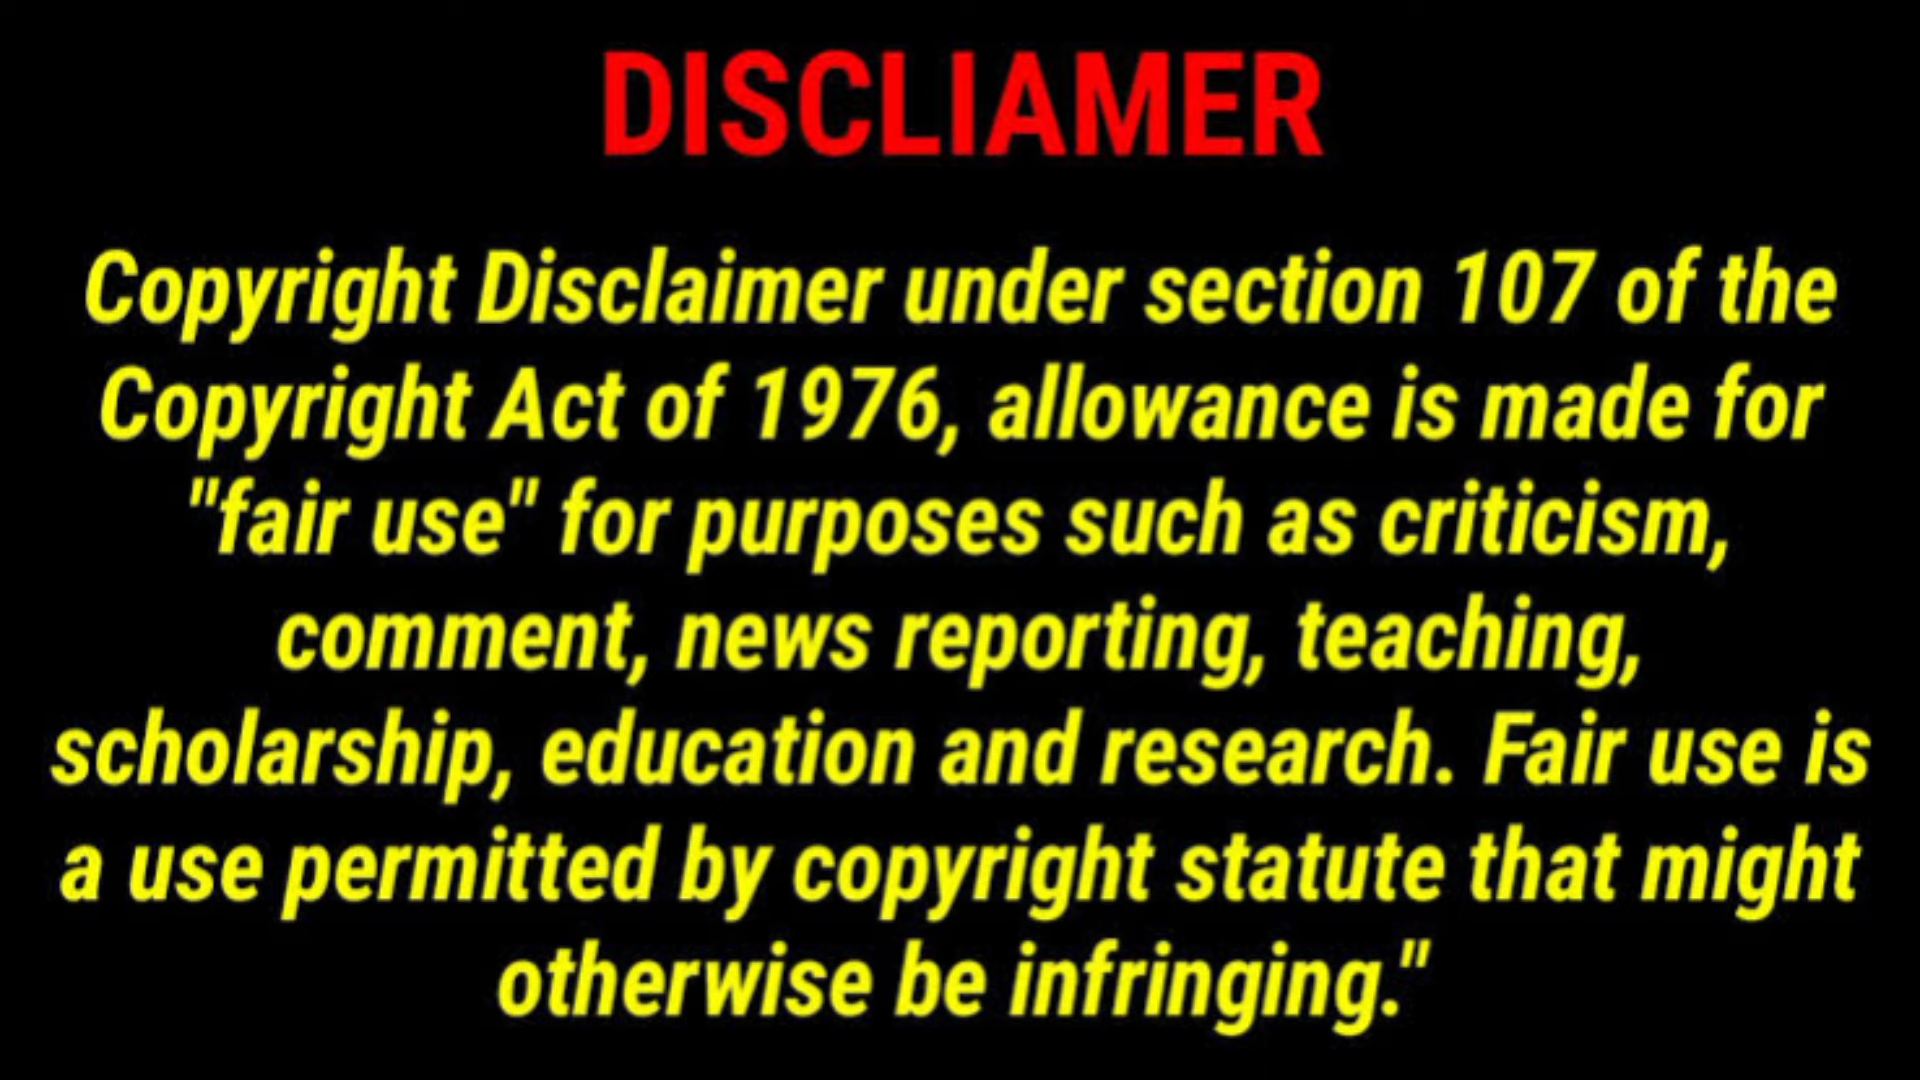 DISCLIAMER
Copyright Disclaimer under section 107 of the
Copyright Act of 1976, allowance is made for
"fair use" for purposes such as criticism,
comment, news reporting, teaching,
scholarship, education and research. Fair use is
a use permitted by copyright statute that might
otherwise be infringing."